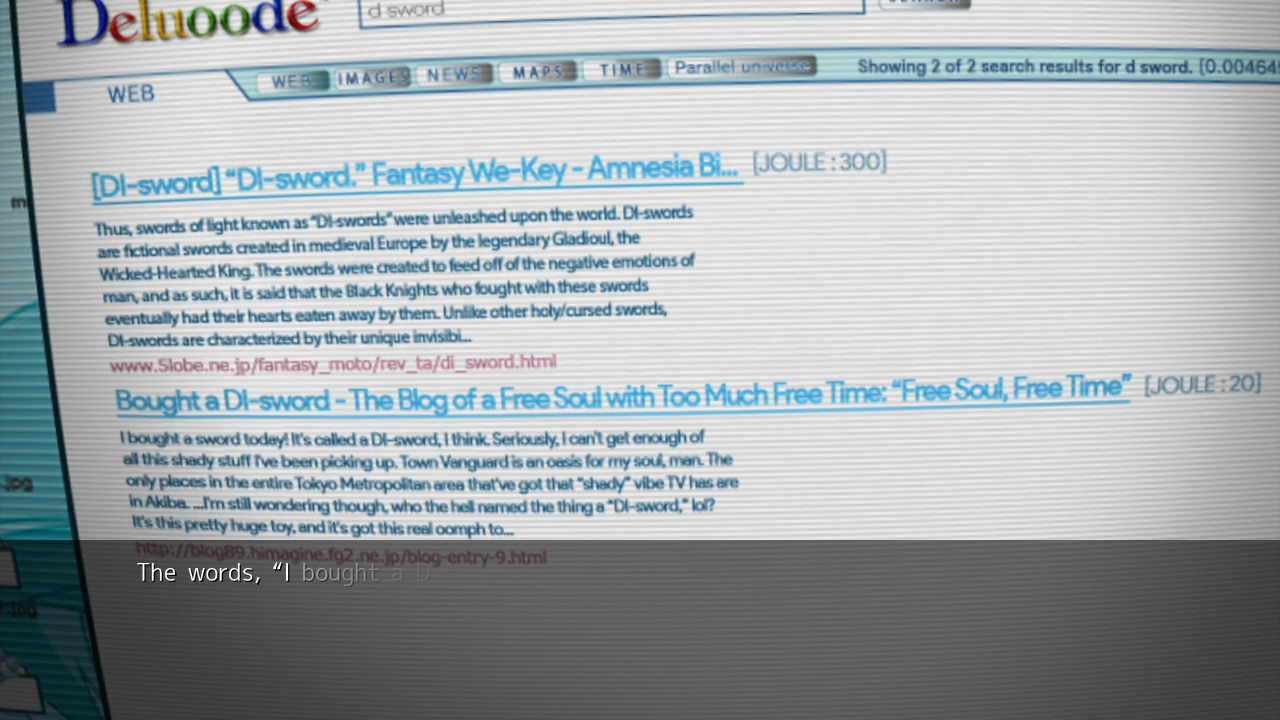 Deluoode
d sword
WEB IMAGES NEWS MAPS TIME Parallel universe Showing 2 of 2 search results for d sword. [0.00464
WEB
[DI-sword] “DI-sword.” Fantasy We-Key - Amnesia Bi... [JOULE : 300]
Thus, swords of light known as “DI-swords” were unleashed upon the world. DI-swords
are fictional swords created in medieval Europe by the legendary Gladioul, the
Wicked-Hearted King. The swords were created to feed off of the negative emotions of
man, and as such, it is said that the Black Knights who fought with these swords
eventually had their hearts eaten away by them. Unlike other holy/cursed swords,
DI-swords are characterized by their unique invisibi...
www.5lobe.ne.jp/fantasy_moto/rev_ta/di_sword.html
Bought a DI-sword - The Blog of a Free Soul with Too Much Free Time: “Free Soul, Free Time” [JOULE : 20]
I bought a sword today! It's called a DI-sword, I think. Seriously, I can't get enough of
all this shady stuff I've been picking up. Town Vanguard is an oasis for my soul, man. The
only places in the entire Tokyo Metropolitan area that've got that “shady” vibe TV has are
in Akiba. ...I'm still wondering though, who the hell named the thing a “DI-sword,” lol?
It's this pretty huge toy, and it's got this real oomph to...
http://blog89.himagine.fg2.ne.jp/blog-entry-9.html
The words, “I bought a D
.jpg
.jpg